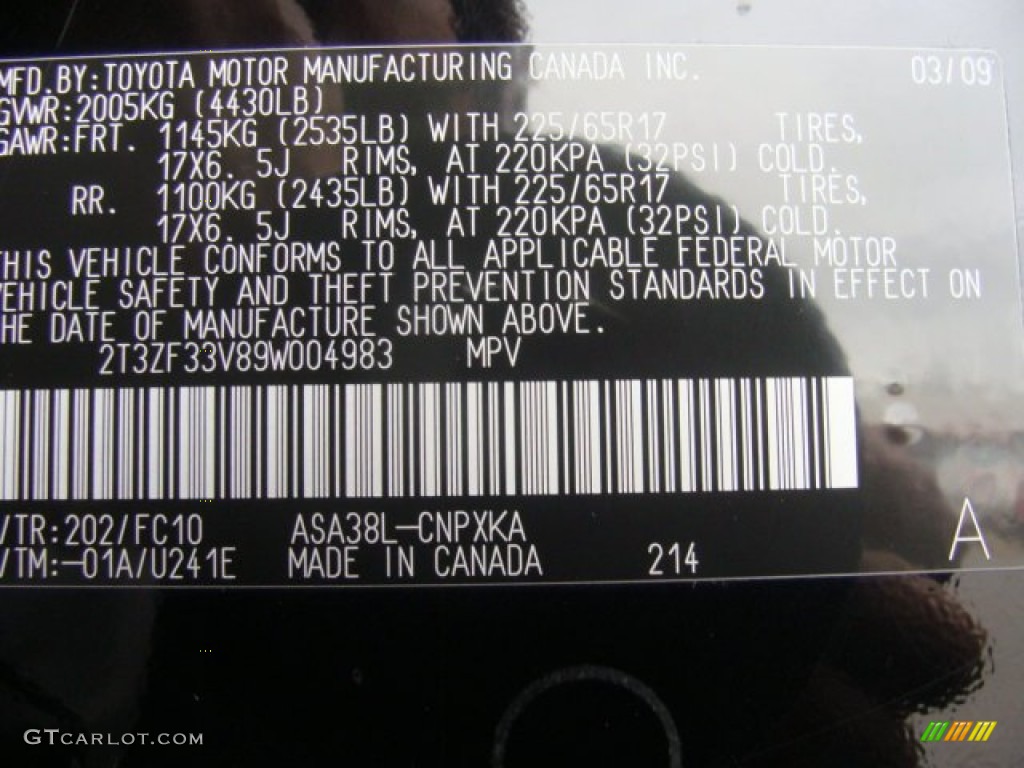 MFD.BY:TOYOTA MOTOR MANUFACTURING CANADA INC. 03/09
GVWR:2005KG (4430LB)
GAWR:FRT. 1145KG (2535LB) WITH 225/65R17 TIRES,
17X6. 5J RIMS, AT 220KPA (32PSI) COLD.
RR. 1100KG (2435LB) WITH 225/65R17 TIRES,
17X6. 5J RIMS, AT 220KPA (32PSI) COLD.
THIS VEHICLE CONFORMS TO ALL APPLICABLE FEDERAL MOTOR
VEHICLE SAFETY AND THEFT PREVENTION STANDARDS IN EFFECT ON
THE DATE OF MANUFACTURE SHOWN ABOVE.
2T3ZF33V89W004983 MPV
/TR:202/FC10 ASA38L-CNPXKA
/TM:-01A/U241E MADE IN CANADA 214 A
GTCARLOT.COM